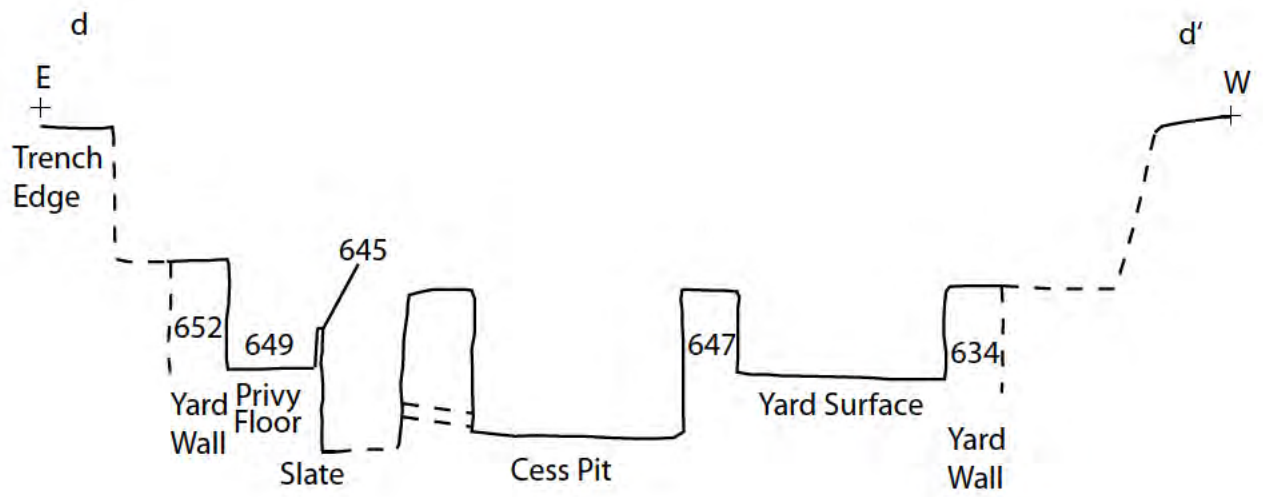 d
d'
E
W
Trench
Edge
645
652
649
647
634
Yard
Wall
Privy
Floor
Slate
Cess Pit
Yard Surface
Yard
Wall